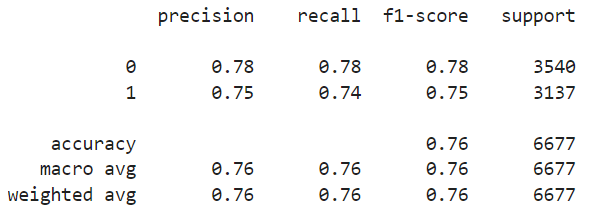 precision recall f1-score support
0 0.78 0.78 0.78 3540
1 0.75 0.74 0.75 3137
accuracy 0.76 6677
macro avg 0.76 0.76 0.76 6677
weighted avg 0.76 0.76 0.76 6677